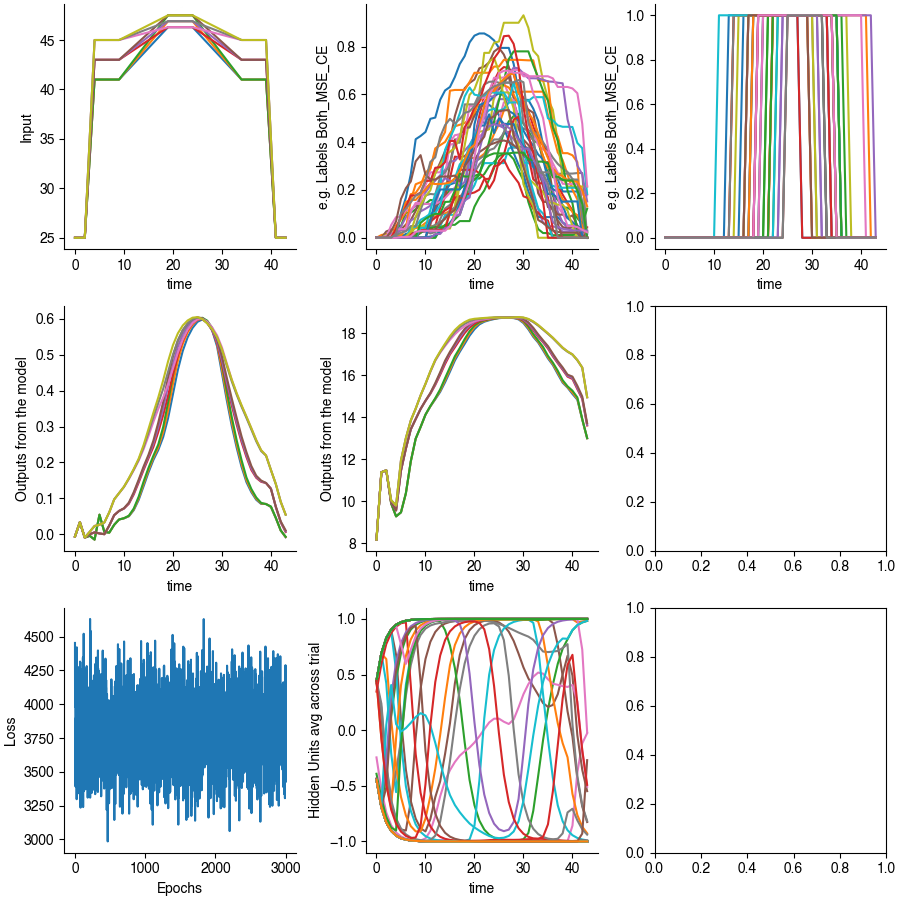 45
40
35
30
25
Input
0 10 20 30 40
time
0.8
0.6
0.4
0.2
0.0
e.g. Labels Both_MSE_CE
0 10 20 30 40
time
1.0
0.8
0.6
0.4
0.2
0.0
e.g. Labels Both_MSE_CE
0 10 20 30 40
time
0.6
0.5
0.4
0.3
0.2
0.1
0.0
Outputs from the model
0 10 20 30 40
time
18
16
14
12
10
8
Outputs from the model
0 10 20 30 40
time
1.0
0.8
0.6
0.4
0.2
0.0
0.0 0.2 0.4 0.6 0.8 1.0
4500
4250
4000
3750
3500
3250
3000
Loss
0 1000 2000 3000
Epochs
1.0
0.5
0.0
−0.5
−1.0
Hidden Units avg across trial
0 10 20 30 40
time
1.0
0.8
0.6
0.4
0.2
0.0
0.0 0.2 0.4 0.6 0.8 1.0